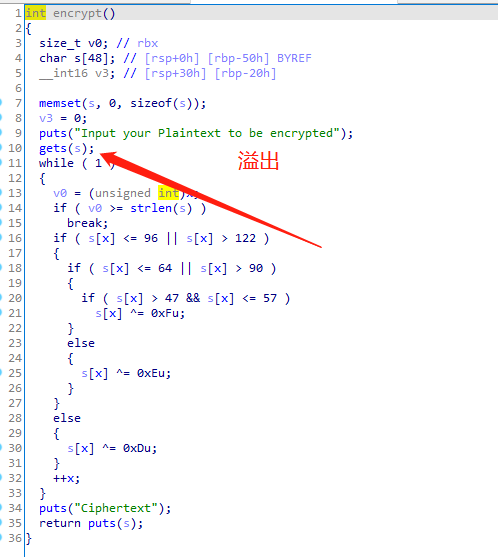 1 int encrypt()
2 {
3 size_t v0; // rbx
4 char s[48]; // [rsp+0h] [rbp-50h] BYREF
5 __int16 v3; // [rsp+30h] [rbp-20h]
6
7 memset(s, 0, sizeof(s));
8 v3 = 0;
9 puts("Input your Plaintext to be encrypted");
10 gets(s);
11 while ( 1 )
溢出
12 {
13 v0 = (unsigned int)x;
14 if ( v0 >= strlen(s) )
15 break;
16 if ( s[x] <= 96 || s[x] > 122 )
17 {
18 if ( s[x] <= 64 || s[x] > 90 )
19 {
20 if ( s[x] > 47 && s[x] <= 57 )
21 s[x] ^= 0xFu;
22 }
23 else
24 {
25 s[x] ^= 0xEu;
26 }
27 }
28 else
29 {
30 s[x] ^= 0xDu;
31 }
32 ++x;
33 }
34 puts("Ciphertext");
35 return puts(s);
36 }